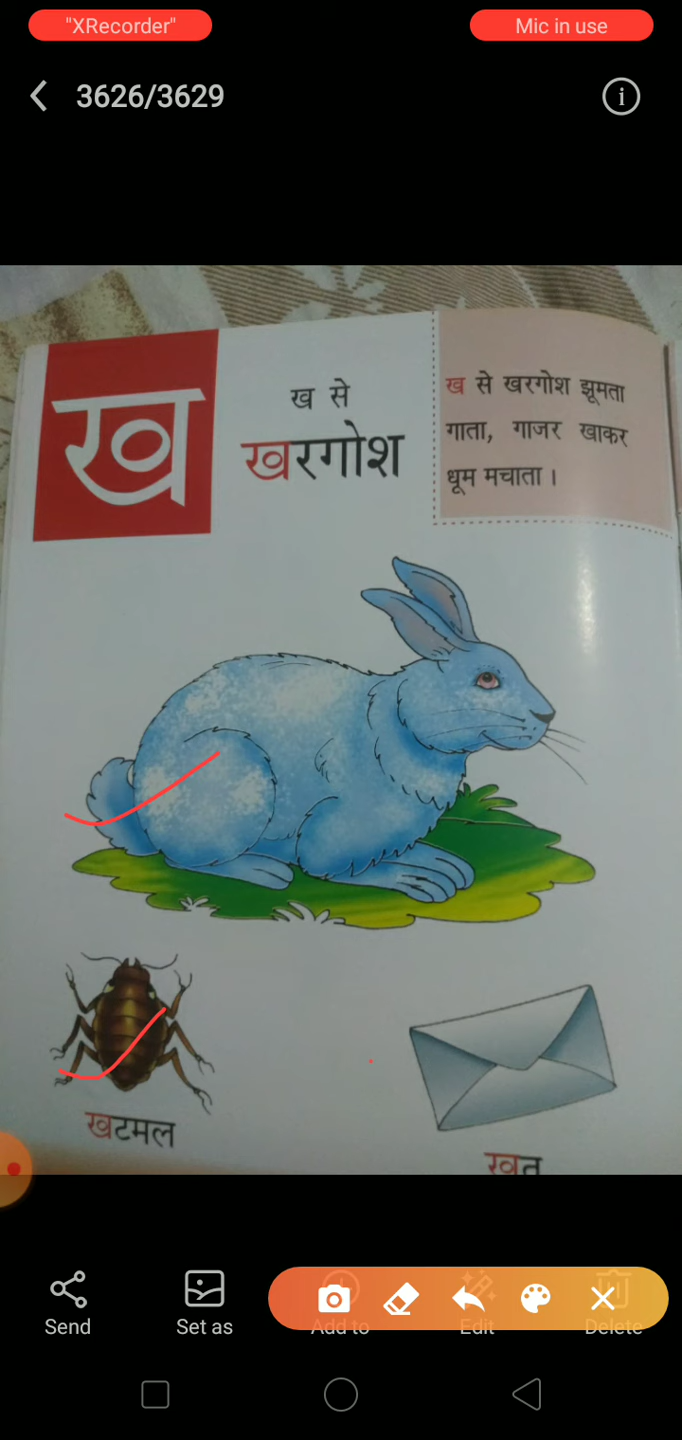 "XRecorder"
Mic in use
3626/3629
ख
ख से
खरगोश
ख से खरगोश झूमता
गाता, गाजर खाकर
धूम मचाता ।
खटमल
खत
Send
Set as
Add to
Edit
Delete